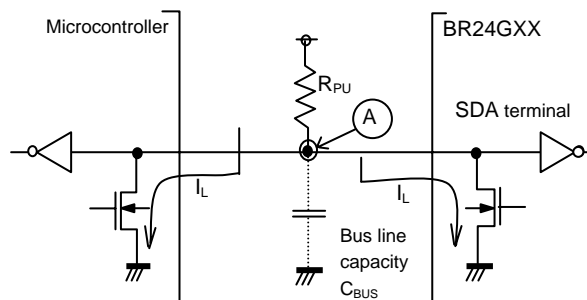 Microcontroller
BR24GXX
RPU
A
SDA terminal
IL
IL
Bus line
capacity
CBUS